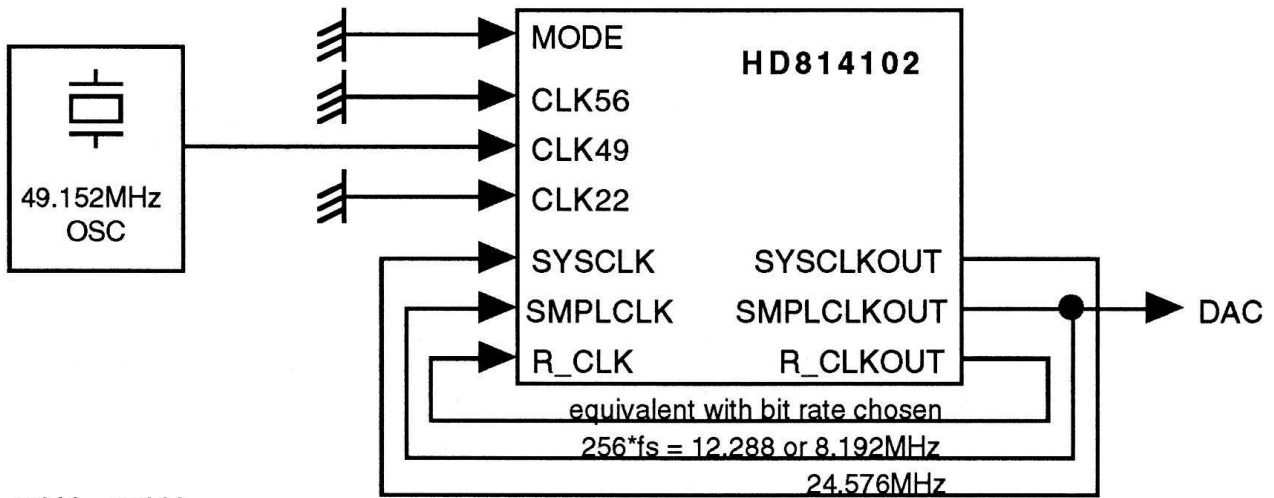 MODE
HD814102
CLK56
CLK49
49.152MHz
OSC
CLK22
SYSCLK SYSCLKOUT
SMPLCLK SMPLCLKOUT DAC
R_CLK R_CLKOUT
equivalent with bit rate chosen
256*fs = 12.288 or 8.192MHz
24.576MHz